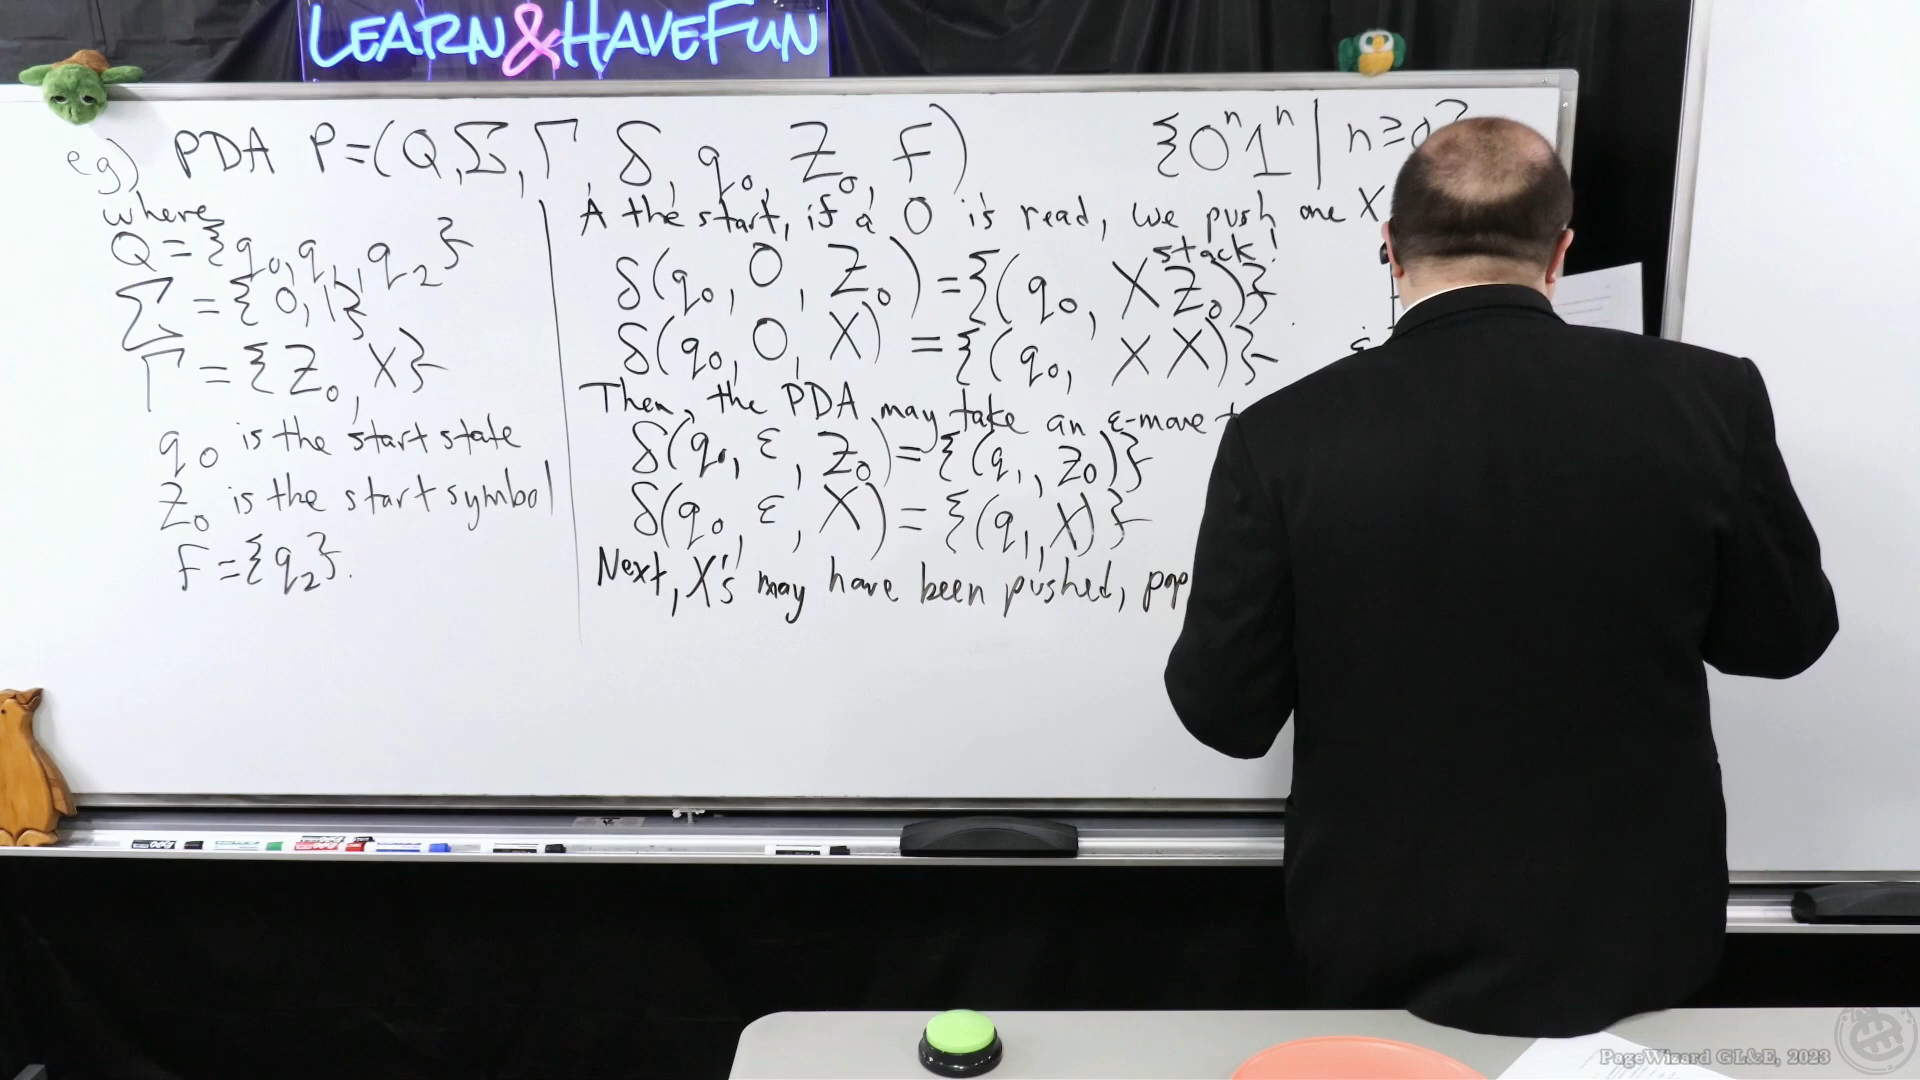 LEARN&HAVEFUN
eg) PDA P=(Q,Σ,Γ,δ,q₀,Z₀,F)
{0ⁿ1ⁿ| n≥0}
where
Q={q₀,q₁,q₂}
Σ={0,1}
Γ={Z₀,X}
q₀ is the start state
Z₀ is the start symbol
F={q₂}.
A the start, if a 0 is read, we push one X
stack!
δ(q₀,0,Z₀)={(q₀,XZ₀)}
δ(q₀,0,X)={(q₀,XX)}
Then, the PDA may take an ε-move
δ(q₀,ε,Z₀)={(q₁,Z₀)}
δ(q₀,ε,X)={(q₁,X)}
Next, X's may have been pushed, pop
PageWizard GL&E, 2023